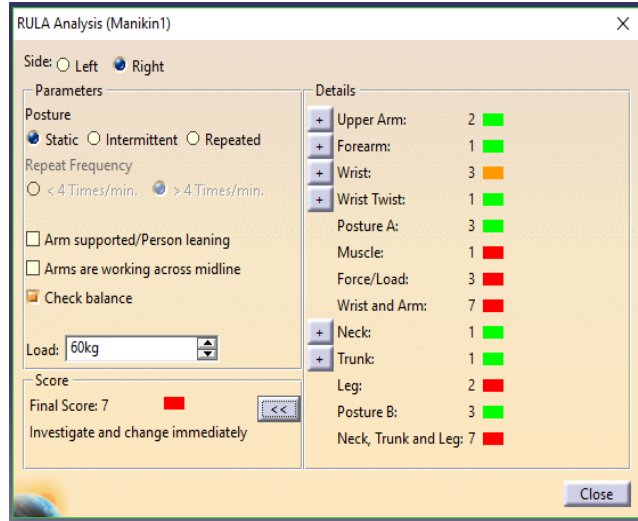 RULA Analysis (Manikin1)
Side: Left Right
Parameters
Posture
Static Intermittent Repeated
Repeat Frequency
< 4 Times/min. > 4 Times/min.
Arm supported/Person leaning
Arms are working across midline
Check balance
Load: 60kg
Score
Final Score: 7
<<
Investigate and change immediately
Details
+ Upper Arm: 2
+ Forearm: 1
+ Wrist: 3
+ Wrist Twist: 1
Posture A: 3
Muscle: 1
Force/Load: 3
Wrist and Arm: 7
+ Neck: 1
+ Trunk: 1
Leg: 2
Posture B: 3
Neck, Trunk and Leg: 7
Close